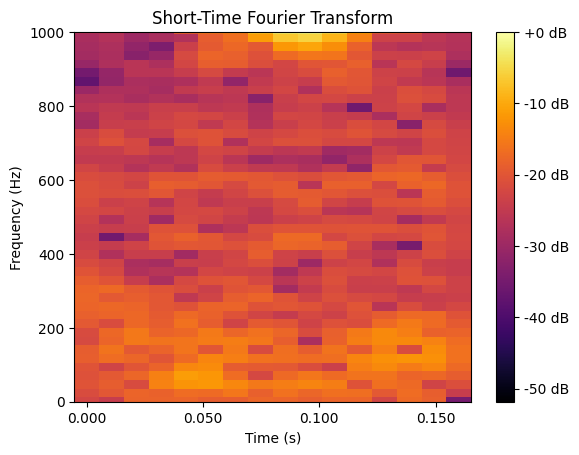 Short-Time Fourier Transform
1000
800
600
400
200
0
Frequency (Hz)
0.000
0.050
0.100
0.150
Time (s)
+0 dB
-10 dB
-20 dB
-30 dB
-40 dB
-50 dB